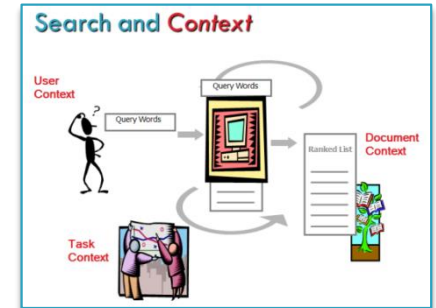 Search and Context
User
Context
?
Query Words
Query Words
Ranked List
Document
Context
Task
Context